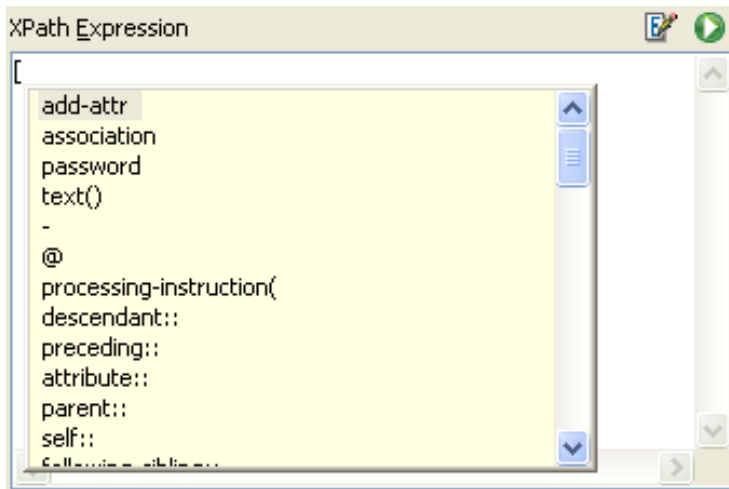 XPath Expression
[
add-attr
association
password
text()
-
@
processing-instruction(
descendant::
preceding::
attribute::
parent::
self::